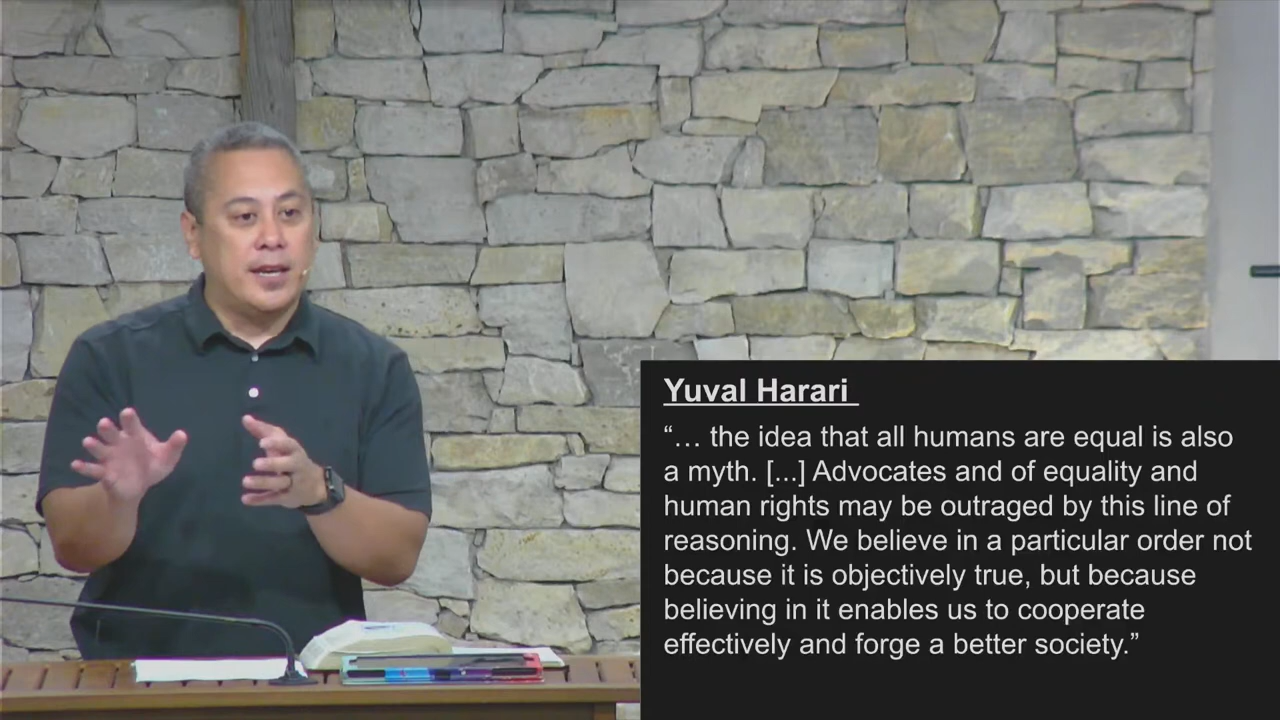 Yuval Harari
“… the idea that all humans are equal is also
a myth. [...] Advocates and of equality and
human rights may be outraged by this line of
reasoning. We believe in a particular order not
because it is objectively true, but because
believing in it enables us to cooperate
effectively and forge a better society.”